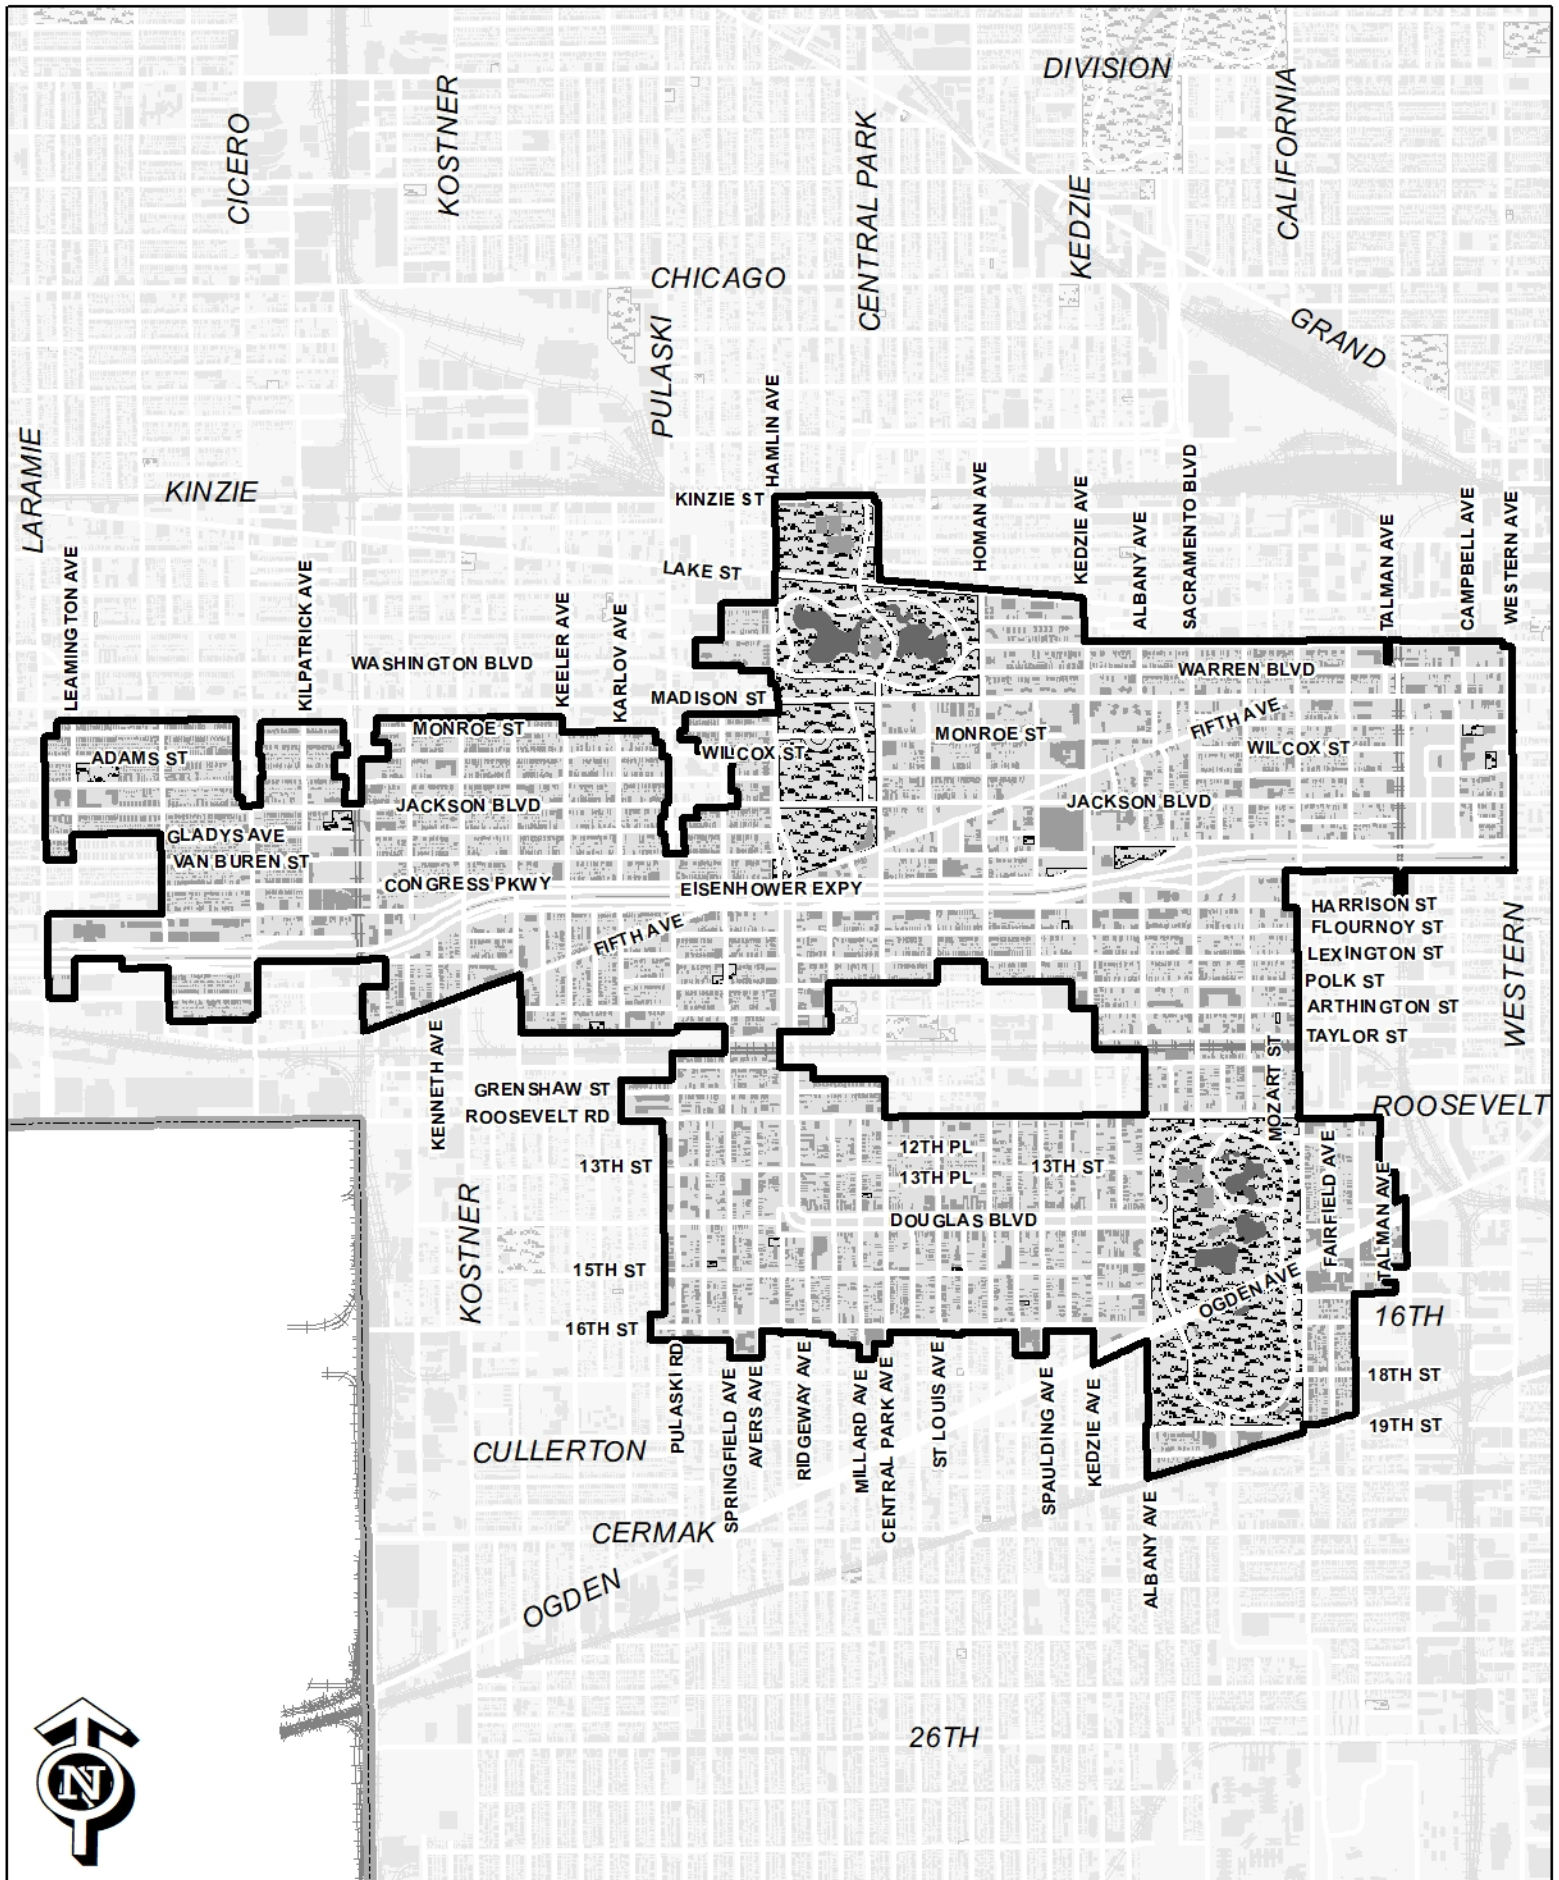 DIVISION
CICERO
KOSTNER
CENTRAL PARK
KEDZIE
CALIFORNIA
CHICAGO
PULASKI
GRAND
LARAMIE
KINZIE
HAMLIN AVE
KINZIE ST
HOMAN AVE
KEDZIE AVE
ALBANY AVE
SACRAMENTO BLVD
TALMAN AVE
CAMPBELL AVE
WESTERN AVE
LAKE ST
LEAMINGTON AVE
KILPATRICK AVE
KEELER AVE
KARLOV AVE
WASHINGTON BLVD
WARREN BLVD
MADISON ST
MONROE ST
MONROE ST
FIFTH AVE
ADAMS ST
WILCOX ST
WILCOX ST
JACKSON BLVD
JACKSON BLVD
GLADYS AVE
VAN BUREN ST
CONGRESS PKWY
EISENHOWER EXPY
HARRISON ST
FLOURNOY ST
FIFTH AVE
LEXINGTON ST
POLK ST
ARTHINGTON ST
TAYLOR ST
WESTERN
KENNETH AVE
MOZART ST
GRENSHAW ST
ROOSEVELT RD
ROOSEVELT
12TH PL
13TH ST
13TH ST
13TH PL
FAIRFIELD AVE
TALMAN AVE
KOSTNER
DOUGLAS BLVD
15TH ST
OGDEN AVE
16TH ST
16TH
18TH ST
PULASKI RD
SPRINGFIELD AVE
AVERS AVE
RIDGEWAY AVE
MILLARD AVE
CENTRAL PARK AVE
ST LOUIS AVE
SPAULDING AVE
KEDZIE AVE
19TH ST
CULLERTON
CERMAK
ALBANY AVE
OGDEN
26TH
N